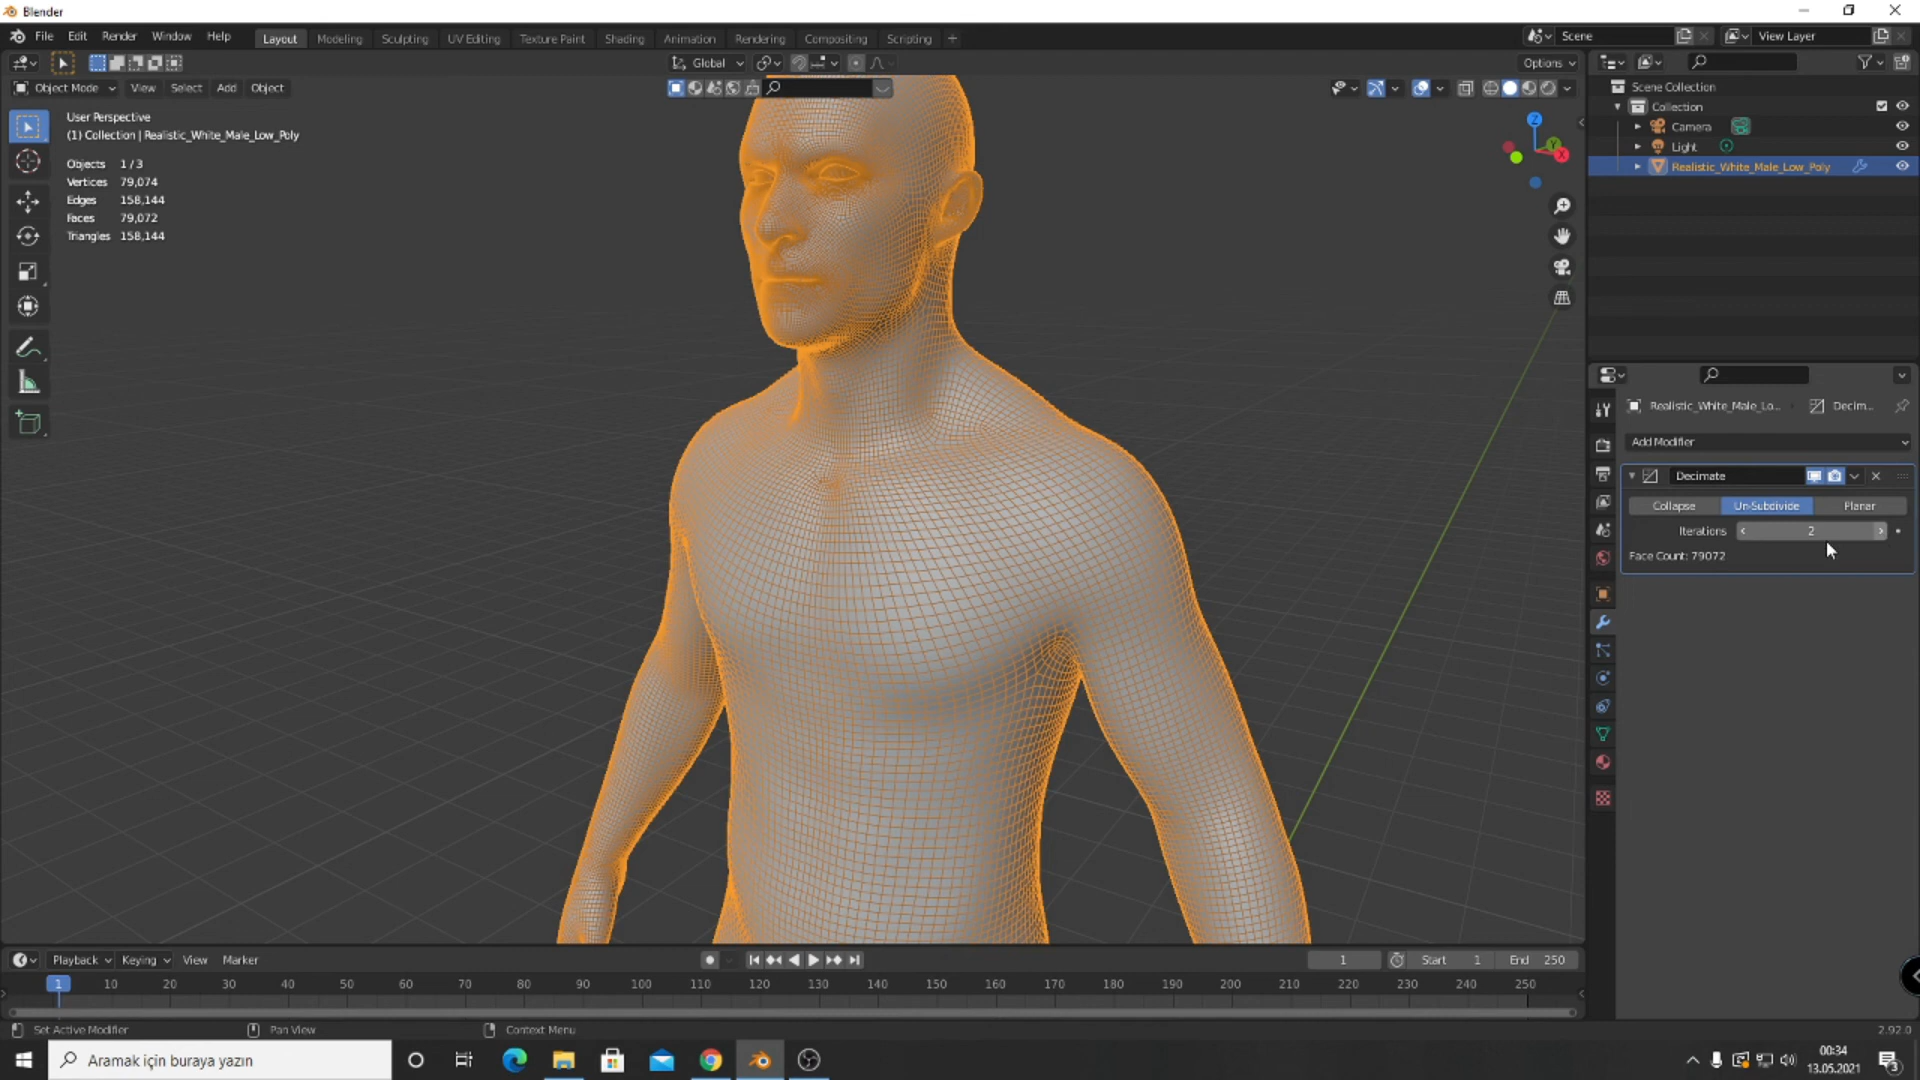 Blender
File Edit Render Window Help Layout Modeling Sculpting UV Editing Texture Paint Shading Animation Rendering Compositing Scripting + Scene View Layer
Global Options
Object Mode View Select Add Object
User Perspective
(1) Collection | Realistic_White_Male_Low_Poly
Objects 1/3
Vertices 79,074
Edges 158,144
Faces 79,072
Triangles 158,144
Z
Y
X
Scene Collection
Collection
Camera
Light
Realistic_White_Male_Low_Poly
Realistic_White_Male_Lo... Decim...
Add Modifier
Decimate
Collapse Un-Subdivide Planar
Iterations 2
Face Count: 79072
Playback Keying View Marker 1 Start 1 End 250
1 10 20 30 40 50 60 70 80 90 100 110 120 130 140 150 160 170 180 190 200 210 220 230 240 250
Set Active Modifier Pan View Context Menu 2.92.0
Aramak için buraya yazın
00:34
13.05.2021
3